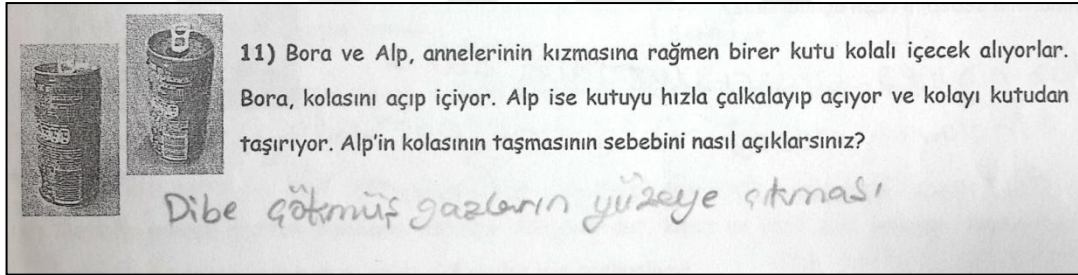 11) Bora ve Alp, annelerinin kızmasına rağmen birer kutu kolalı içecek alıyorlar.
Bora, kolasını açıp içiyor. Alp ise kutuyu hızla çalkalayıp açıyor ve kolayı kutudan
taşırıyor. Alp'in kolasının taşmasının sebebini nasıl açıklarsınız?
Dibe çökmüş gazların yüzeye çıkması